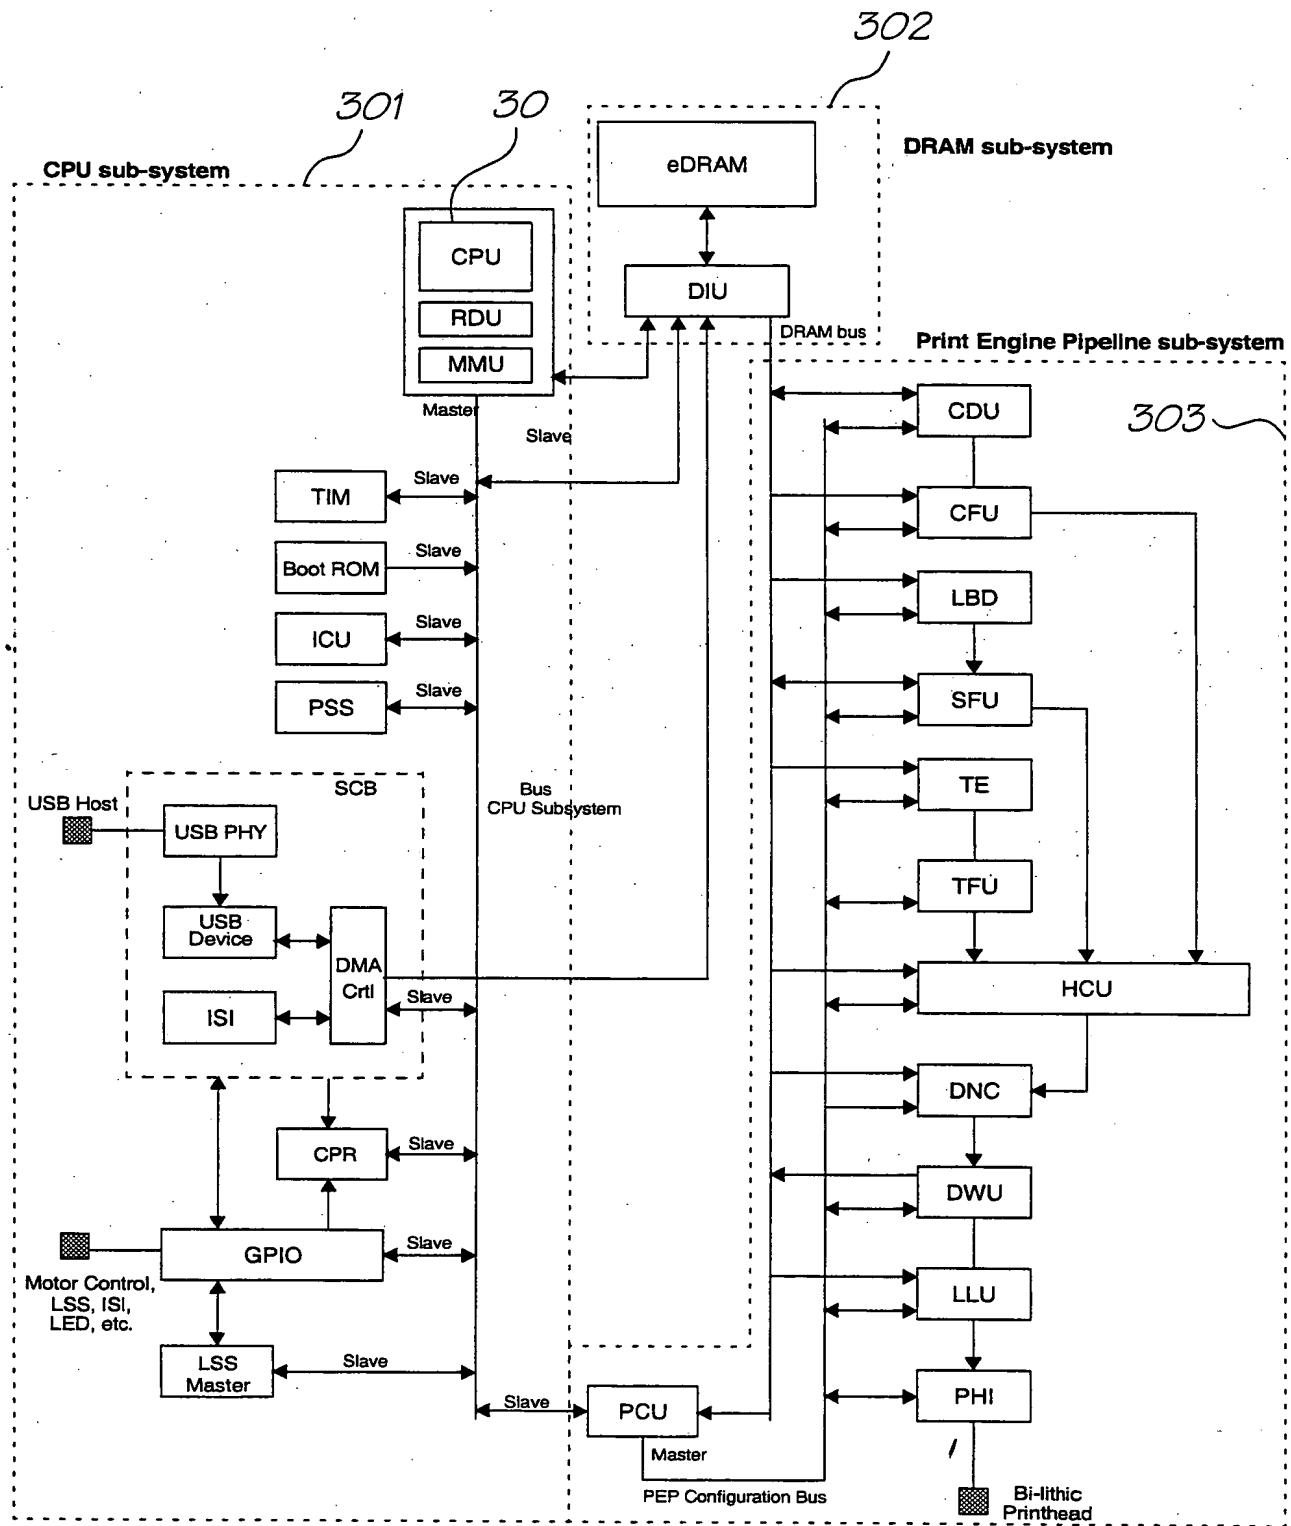 302
301
30
CPU sub-system
DRAM sub-system
eDRAM
CPU
DIU
RDU
DRAM bus
Print Engine Pipeline sub-system
MMU
Master
Slave
CDU
303
TIM
Slave
CFU
Boot ROM
Slave
LBD
ICU
Slave
PSS
Slave
SFU
SCB
Bus
CPU Subsystem
TE
USB Host
USB PHY
TFU
USB
Device
DMA
Crtl
Slave
ISI
HCU
DNC
CPR
Slave
DWU
GPIO
Slave
Motor Control,
LSS, ISI,
LED, etc.
LLU
LSS
Master
Slave
PHI
Slave
PCU
Master
PEP Configuration Bus
Bi-lithic
Printhead